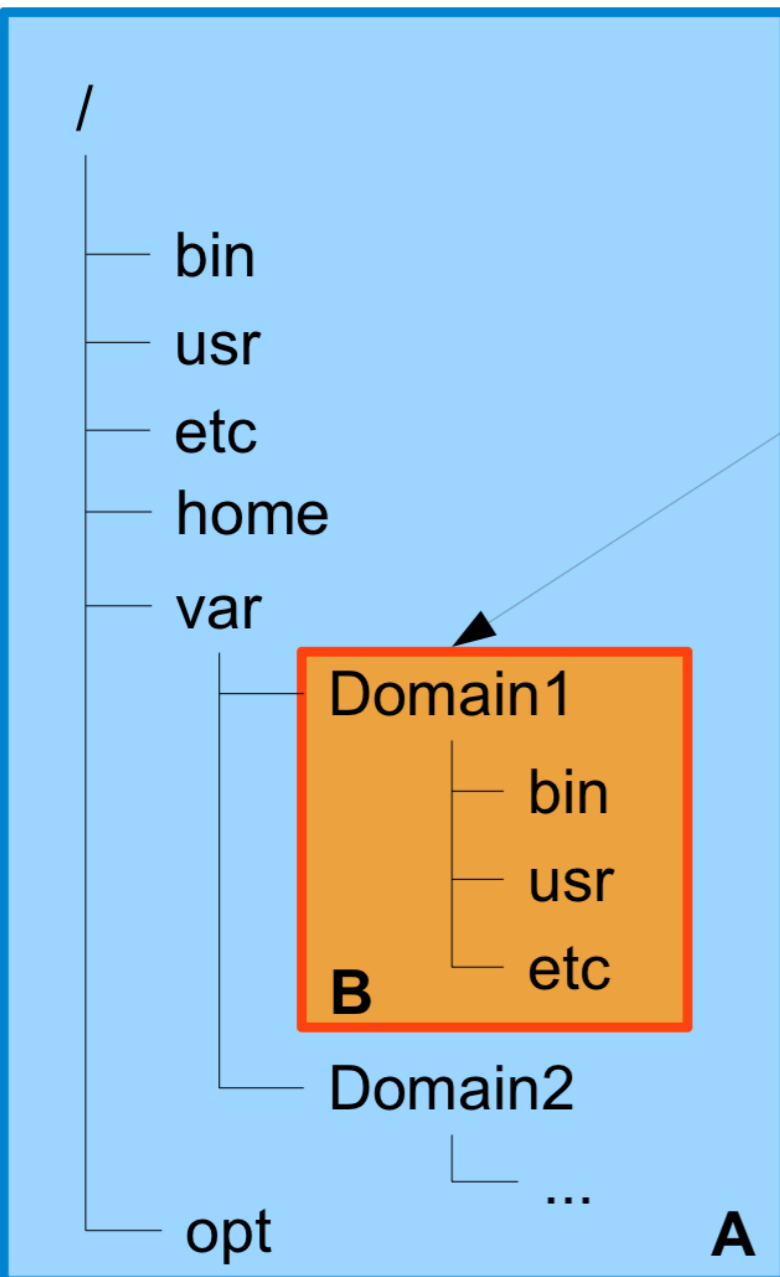 /
bin
usr
etc
home
var
Domain1
bin
usr
etc
B
Domain2
...
opt
A